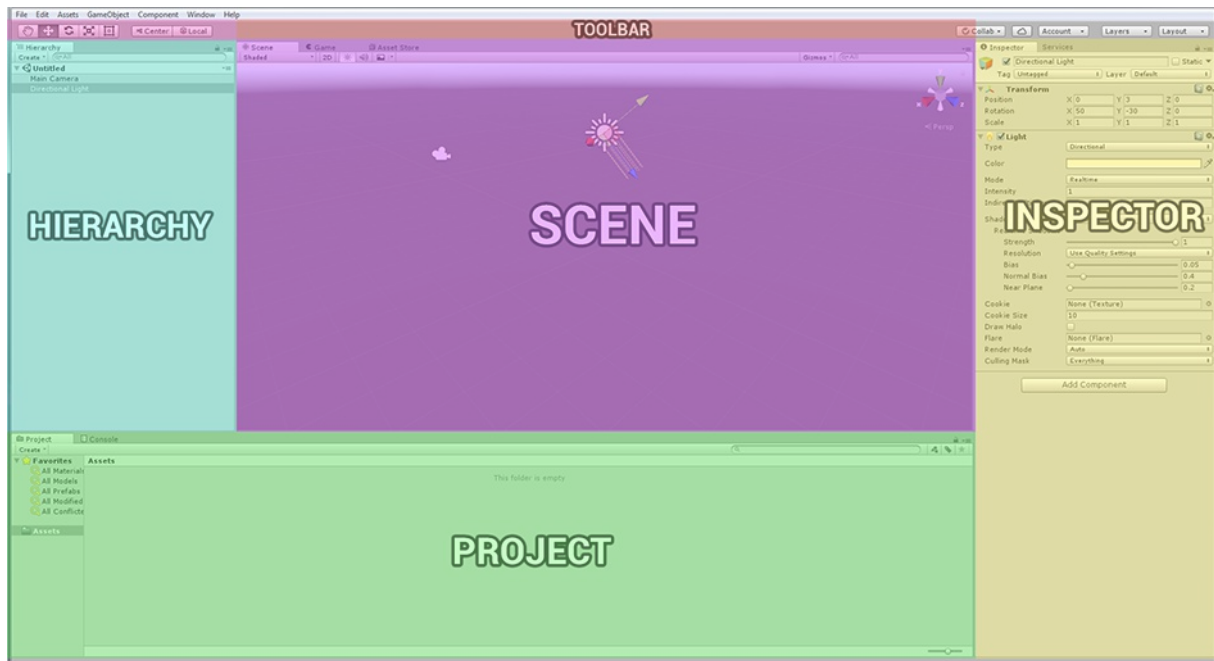 File Edit Assets GameObject Component Window Help
Center Local
TOOLBAR
Collab Account Layers Layout
Hierarchy
Create All
Untitled
Main Camera
Directional Light
HIERARCHY
Scene Game Asset Store
Shaded 2D Gizmos All
Persp
SCENE
Inspector Services
Directional Light Static
Tag Untagged Layer Default
Transform
Position X 0 Y 3 Z 0
Rotation X 50 Y -30 Z 0
Scale X 1 Y 1 Z 1
Light
Type Directional
Color
Mode Realtime
Intensity 1
INSPECTOR
Strength 1
Resolution Use Quality Settings
Bias 0.05
Normal Bias 0.4
Near Plane 0.2
Cookie None (Texture)
Cookie Size 10
Draw Halo
Flare None (Flare)
Render Mode Auto
Culling Mask Everything
Add Component
Project Console
Create
Favorites
All Material
All Models
All Prefabs
All Modified
All Conflicte
Assets
Assets
This folder is empty
PROJECT